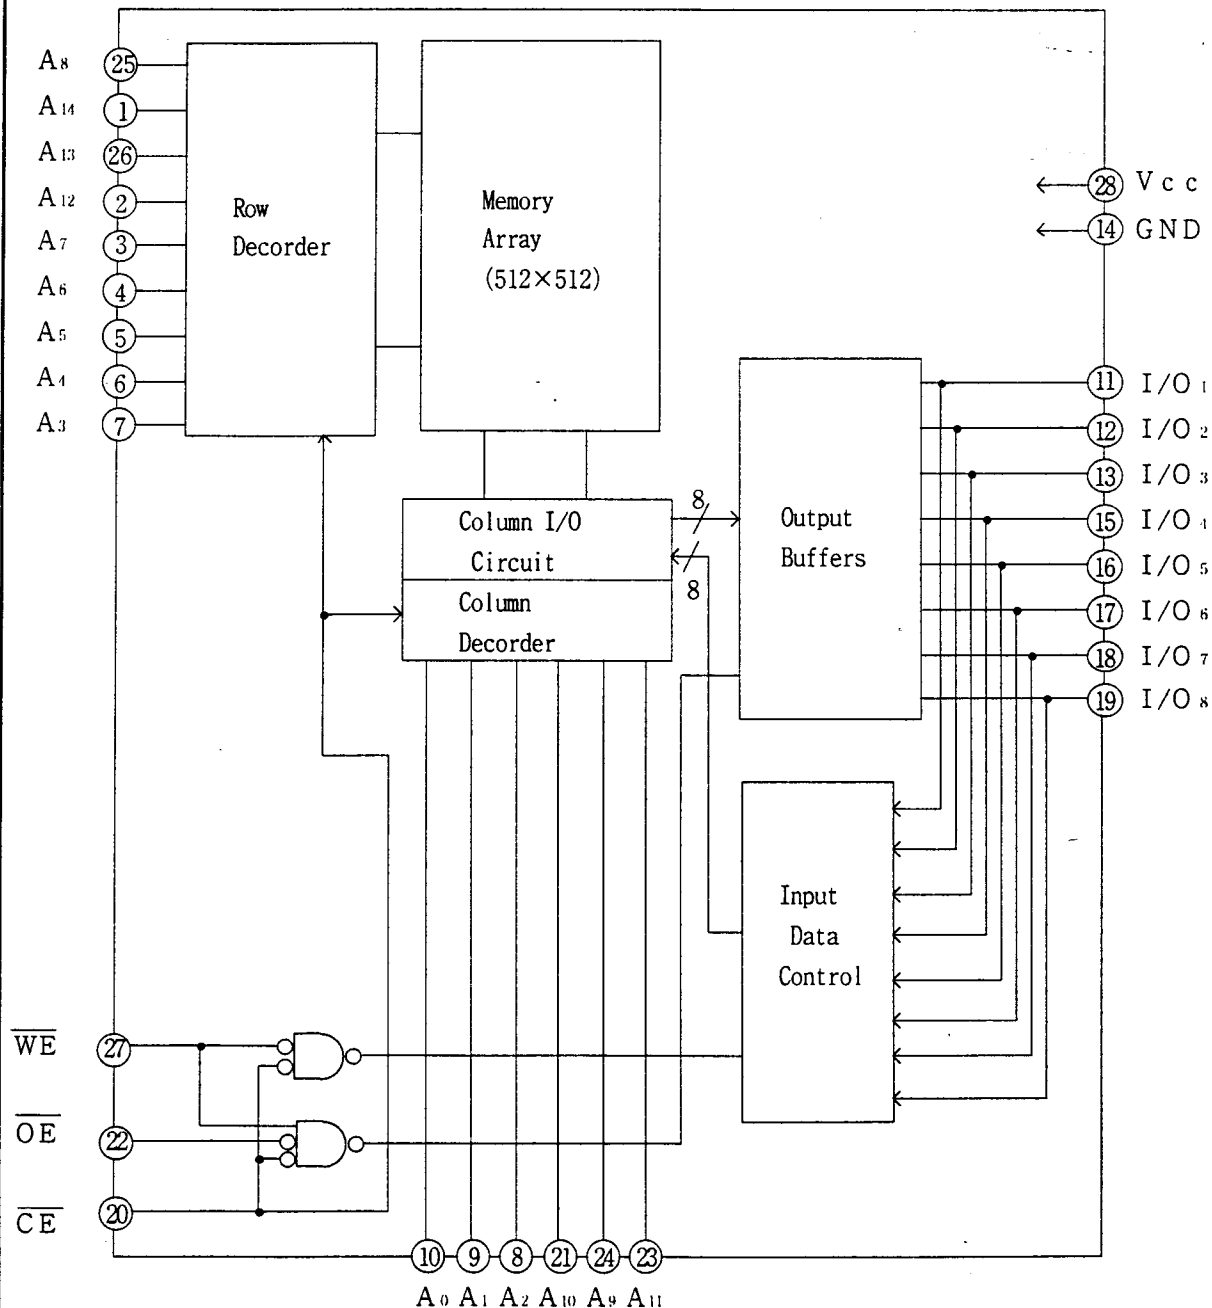 A8 25
A14 1
A13 26
A12 2
A7 3
A6 4
A5 5
A4 6
A3 7
Row
Decorder
Memory
Array
(512×512)
28 Vcc
14 GND
Column I/O
Circuit
Column
Decorder
8
8
Output
Buffers
11 I/O1
12 I/O2
13 I/O3
15 I/O4
16 I/O5
17 I/O6
18 I/O7
19 I/O8
Input
Data
Control
W̅E̅ 27
O̅E̅ 22
C̅E̅ 20
10 9 8 21 24 23
A0 A1 A2 A10 A9 A11